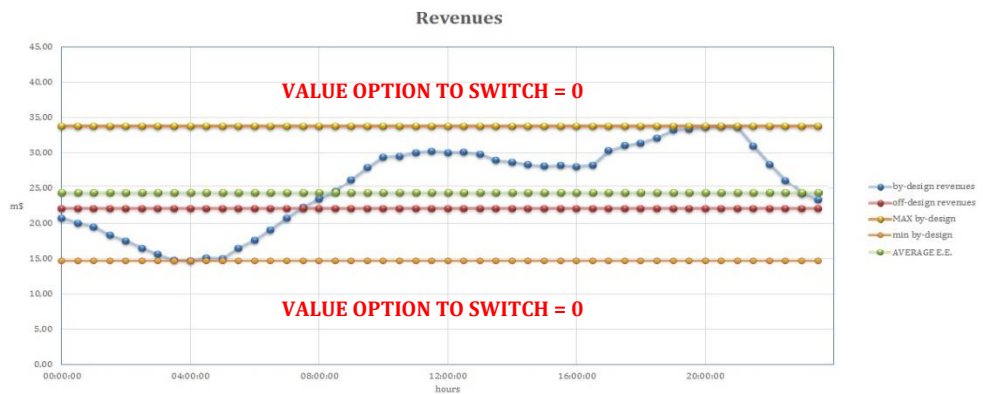 Revenues
45,00
40,00
35,00
30,00
25,00
20,00
15,00
10,00
5,00
0,00
m$
VALUE OPTION TO SWITCH = 0
VALUE OPTION TO SWITCH = 0
00:00:00
04:00:00
08:00:00
12:00:00
16:00:00
20:00:00
hours
by-design revenues
off-design revenues
MAX by-design
min by-design
AVERAGE E.E.